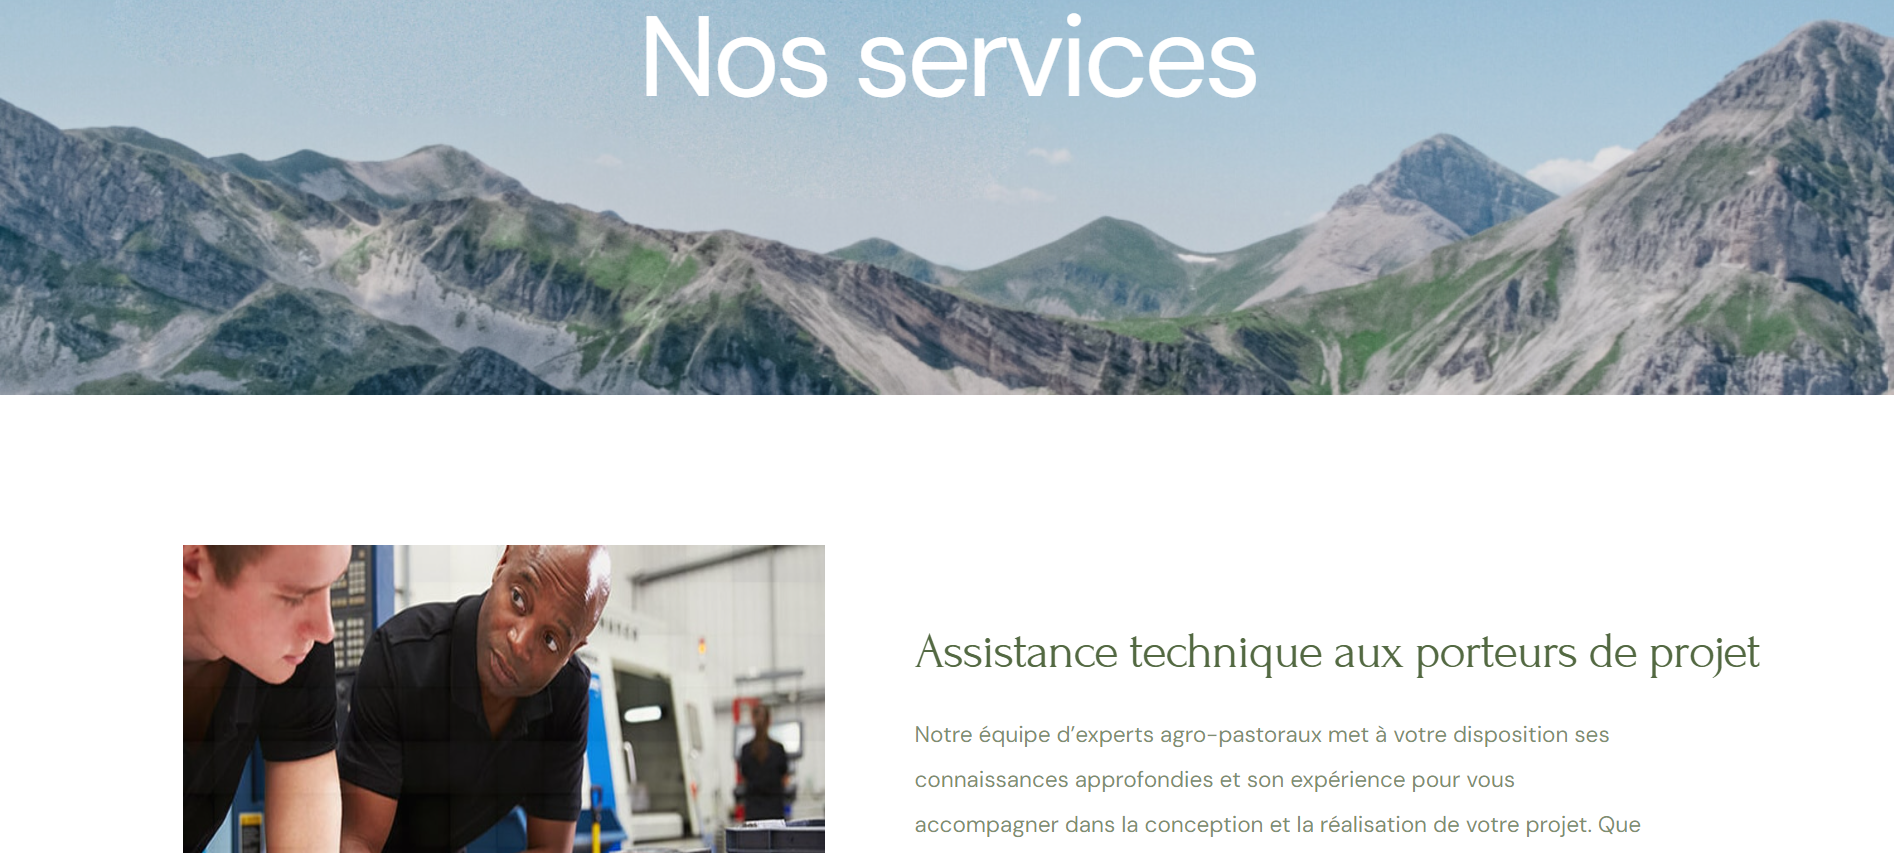 Nos services
Assistance technique aux porteurs de projet
Notre équipe d’experts agro-pastoraux met à votre disposition ses
connaissances approfondies et son expérience pour vous
accompagner dans la conception et la réalisation de votre projet. Que